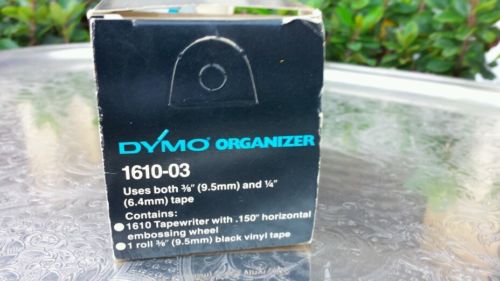 DYMO ORGANIZER
1610-03
Uses both ⅜" (9.5mm) and ¼"
(6.4mm) tape
Contains:
1610 Tapewriter with .150" horizontal
embossing wheel
1 roll ⅜" (9.5mm) black vinyl tape